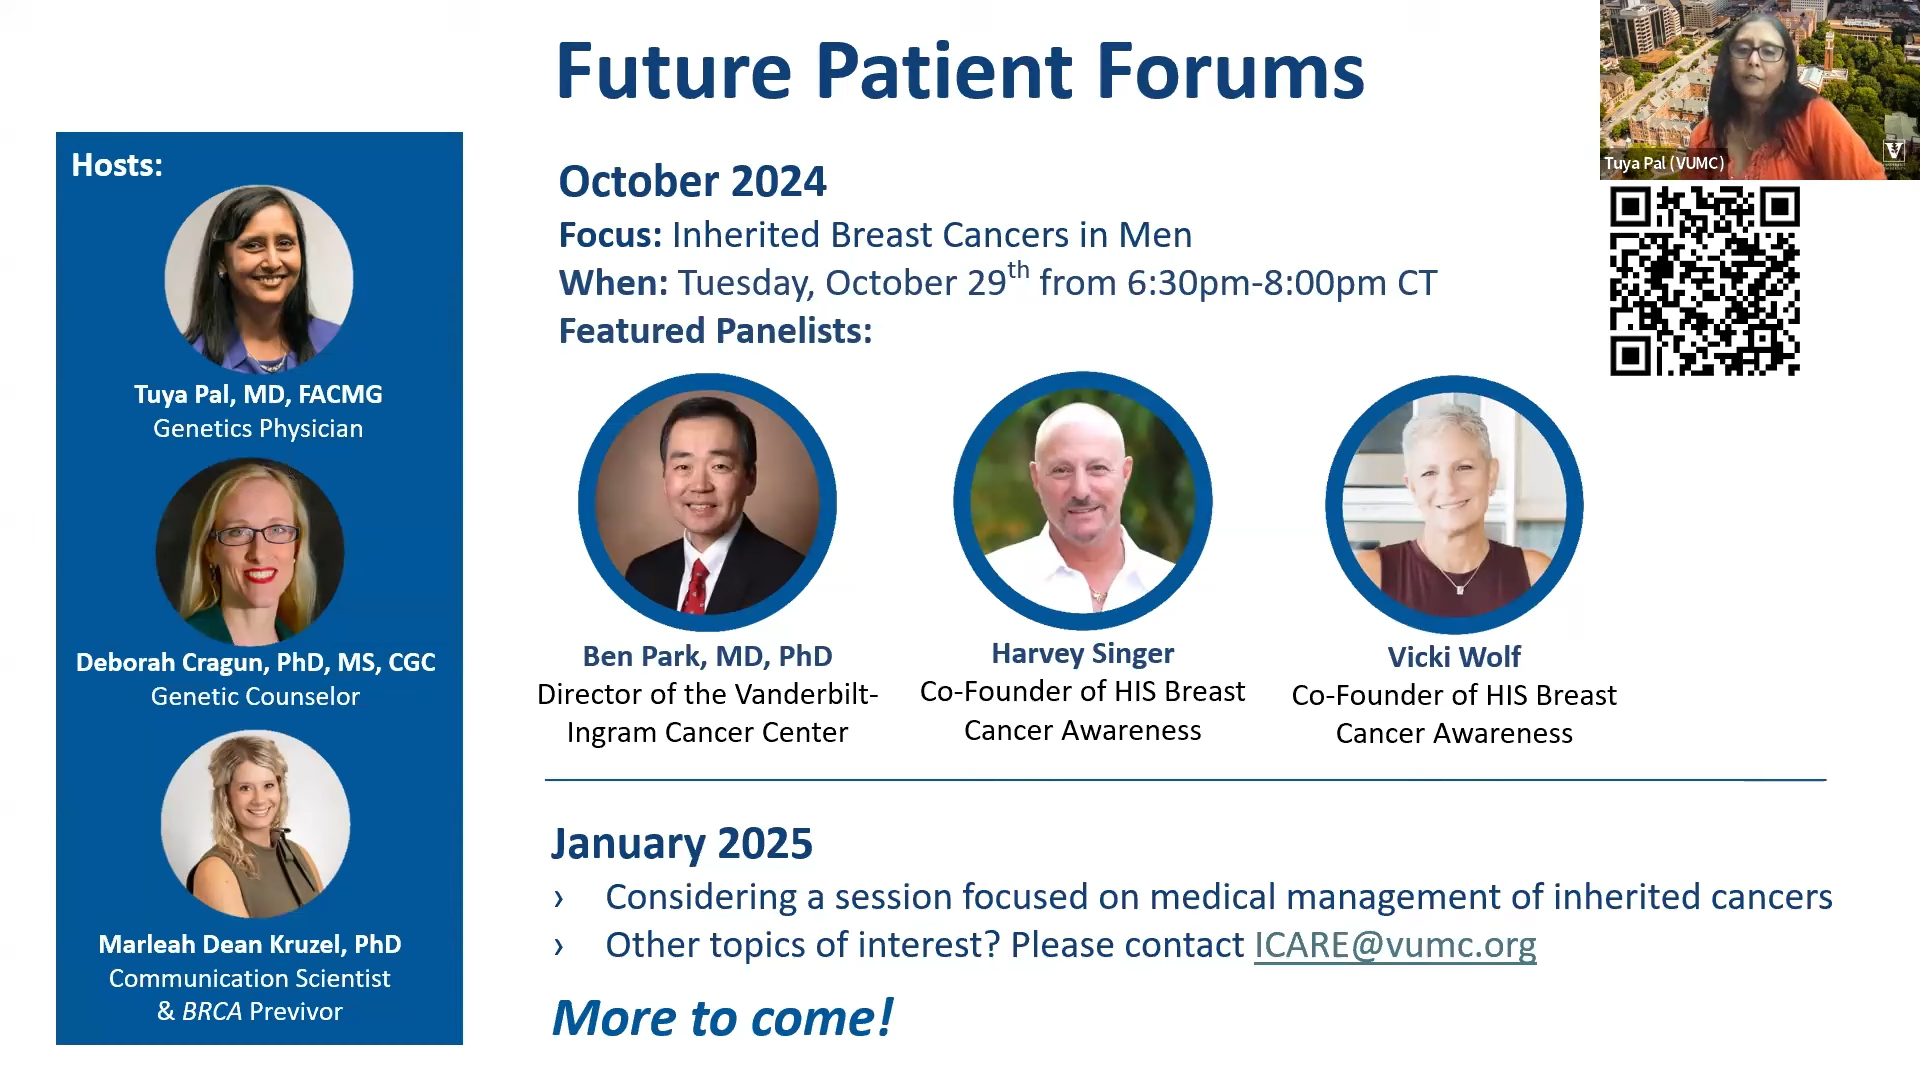 Future Patient Forums
Tuya Pal (VUMC)
Hosts:
Tuya Pal, MD, FACMG
Genetics Physician
Deborah Cragun, PhD, MS, CGC
Genetic Counselor
Marleah Dean Kruzel, PhD
Communication Scientist
& BRCA Previvor
October 2024
Focus: Inherited Breast Cancers in Men
When: Tuesday, October 29th from 6:30pm-8:00pm CT
Featured Panelists:
Ben Park, MD, PhD
Director of the Vanderbilt-
Ingram Cancer Center
Harvey Singer
Co-Founder of HIS Breast
Cancer Awareness
Vicki Wolf
Co-Founder of HIS Breast
Cancer Awareness
January 2025
› Considering a session focused on medical management of inherited cancers
› Other topics of interest? Please contact ICARE@vumc.org
More to come!